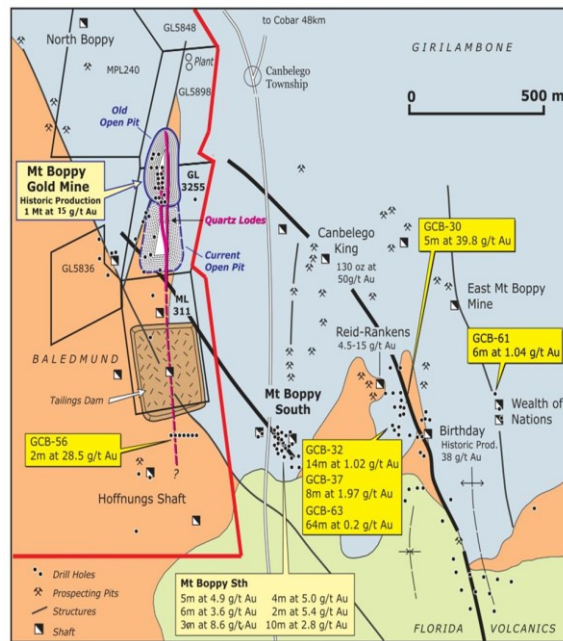 to Cobar 48km
North Boppy
GL5848
Plant
MPL240
GL5898
Canbelego
Township
GIRILAMBONE
0 500 m
Old
Open Pit
Mt Boppy
Gold Mine
Historic Production
1 Mt at 15 g/t Au
GL
3255
Quartz Lodes
Current
Open Pit
GL5836
ML
311
BALEDMUND
Tailings Dam
GCB-56
2m at 28.5 g/t Au
?
Hoffnungs Shaft
Canbelego
King
130 oz at
50g/t Au
GCB-30
5m at 39.8 g/t Au
East Mt Boppy
Mine
Reid-Rankens
4.5-15 g/t Au
GCB-61
6m at 1.04 g/t Au
Mt Boppy
South
Wealth of
Nations
GCB-32
14m at 1.02 g/t Au
GCB-37
8m at 1.97 g/t Au
GCB-63
64m at 0.2 g/t Au
Birthday
Historic Prod.
38 g/t Au
Drill Holes
Prospecting Pits
Structures
Shaft
Mt Boppy Sth
5m at 4.9 g/t Au 4m at 5.0 g/t Au
6m at 3.6 g/t Au 2m at 5.4 g/t Au
3m at 8.6 g/t Au 10m at 2.8 g/t Au
FLORIDA VOLCANICS